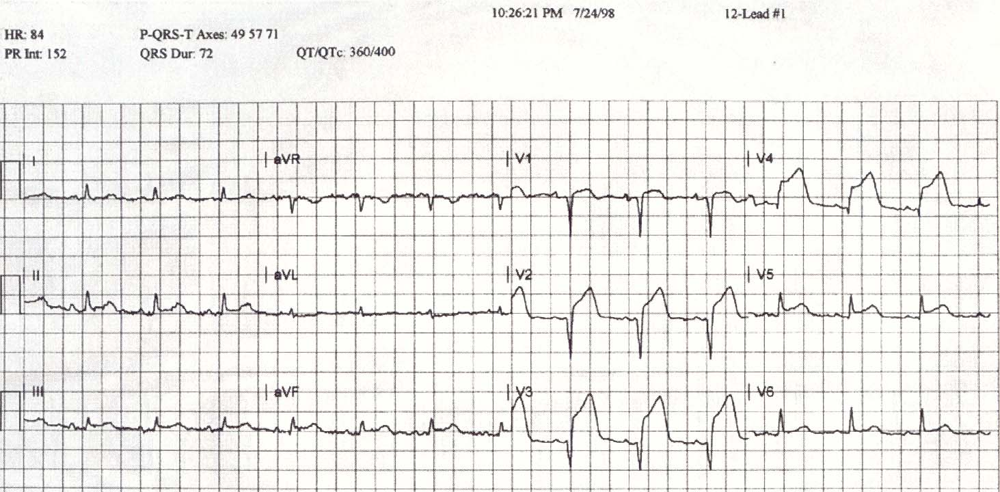 10:26:21 PM 7/24/98 12-Lead #1
HR: 84 P-QRS-T Axes: 49 57 71
PR Int: 152 QRS Dur: 72 QT/QTc: 360/400
I aVR V1 V4
II aVL V2 V5
III aVF V3 V6